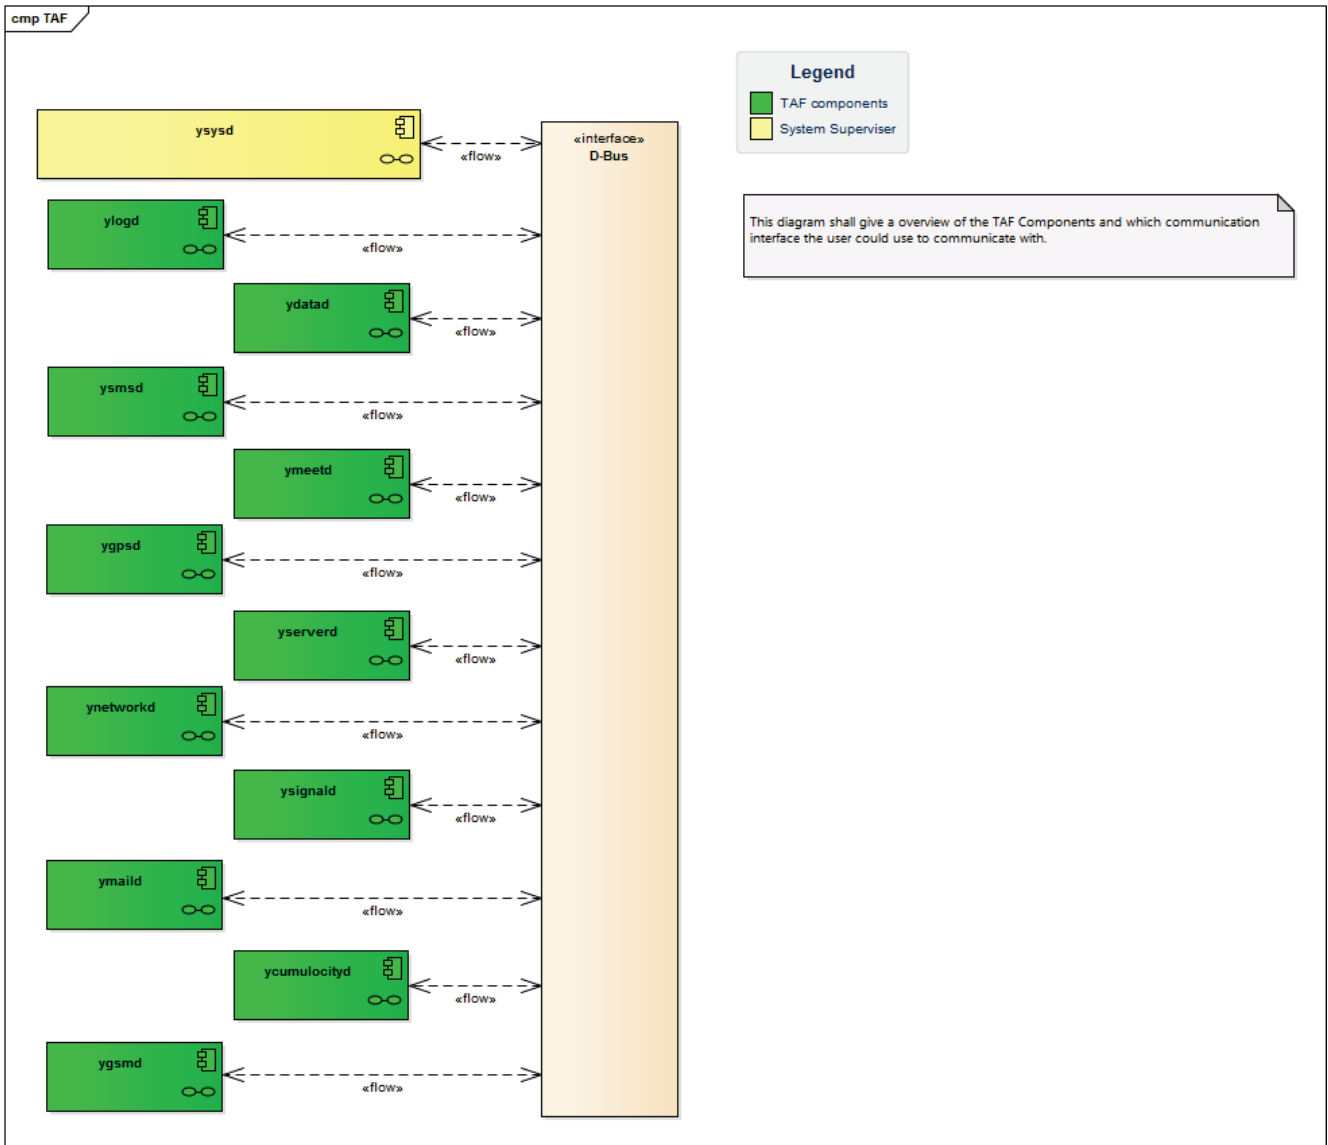 cmp TAF
Legend
TAF components
System Superviser
ysysd
«flow»
«interface»
D-Bus
This diagram shall give a overview of the TAF Components and which communication
interface the user could use to communicate with.
ylogd
«flow»
ydatad
«flow»
ysmsd
«flow»
ymeetd
«flow»
ygpsd
«flow»
yserverd
«flow»
ynetworkd
«flow»
ysignald
«flow»
ymaild
«flow»
ycumulocityd
«flow»
ygsmd
«flow»